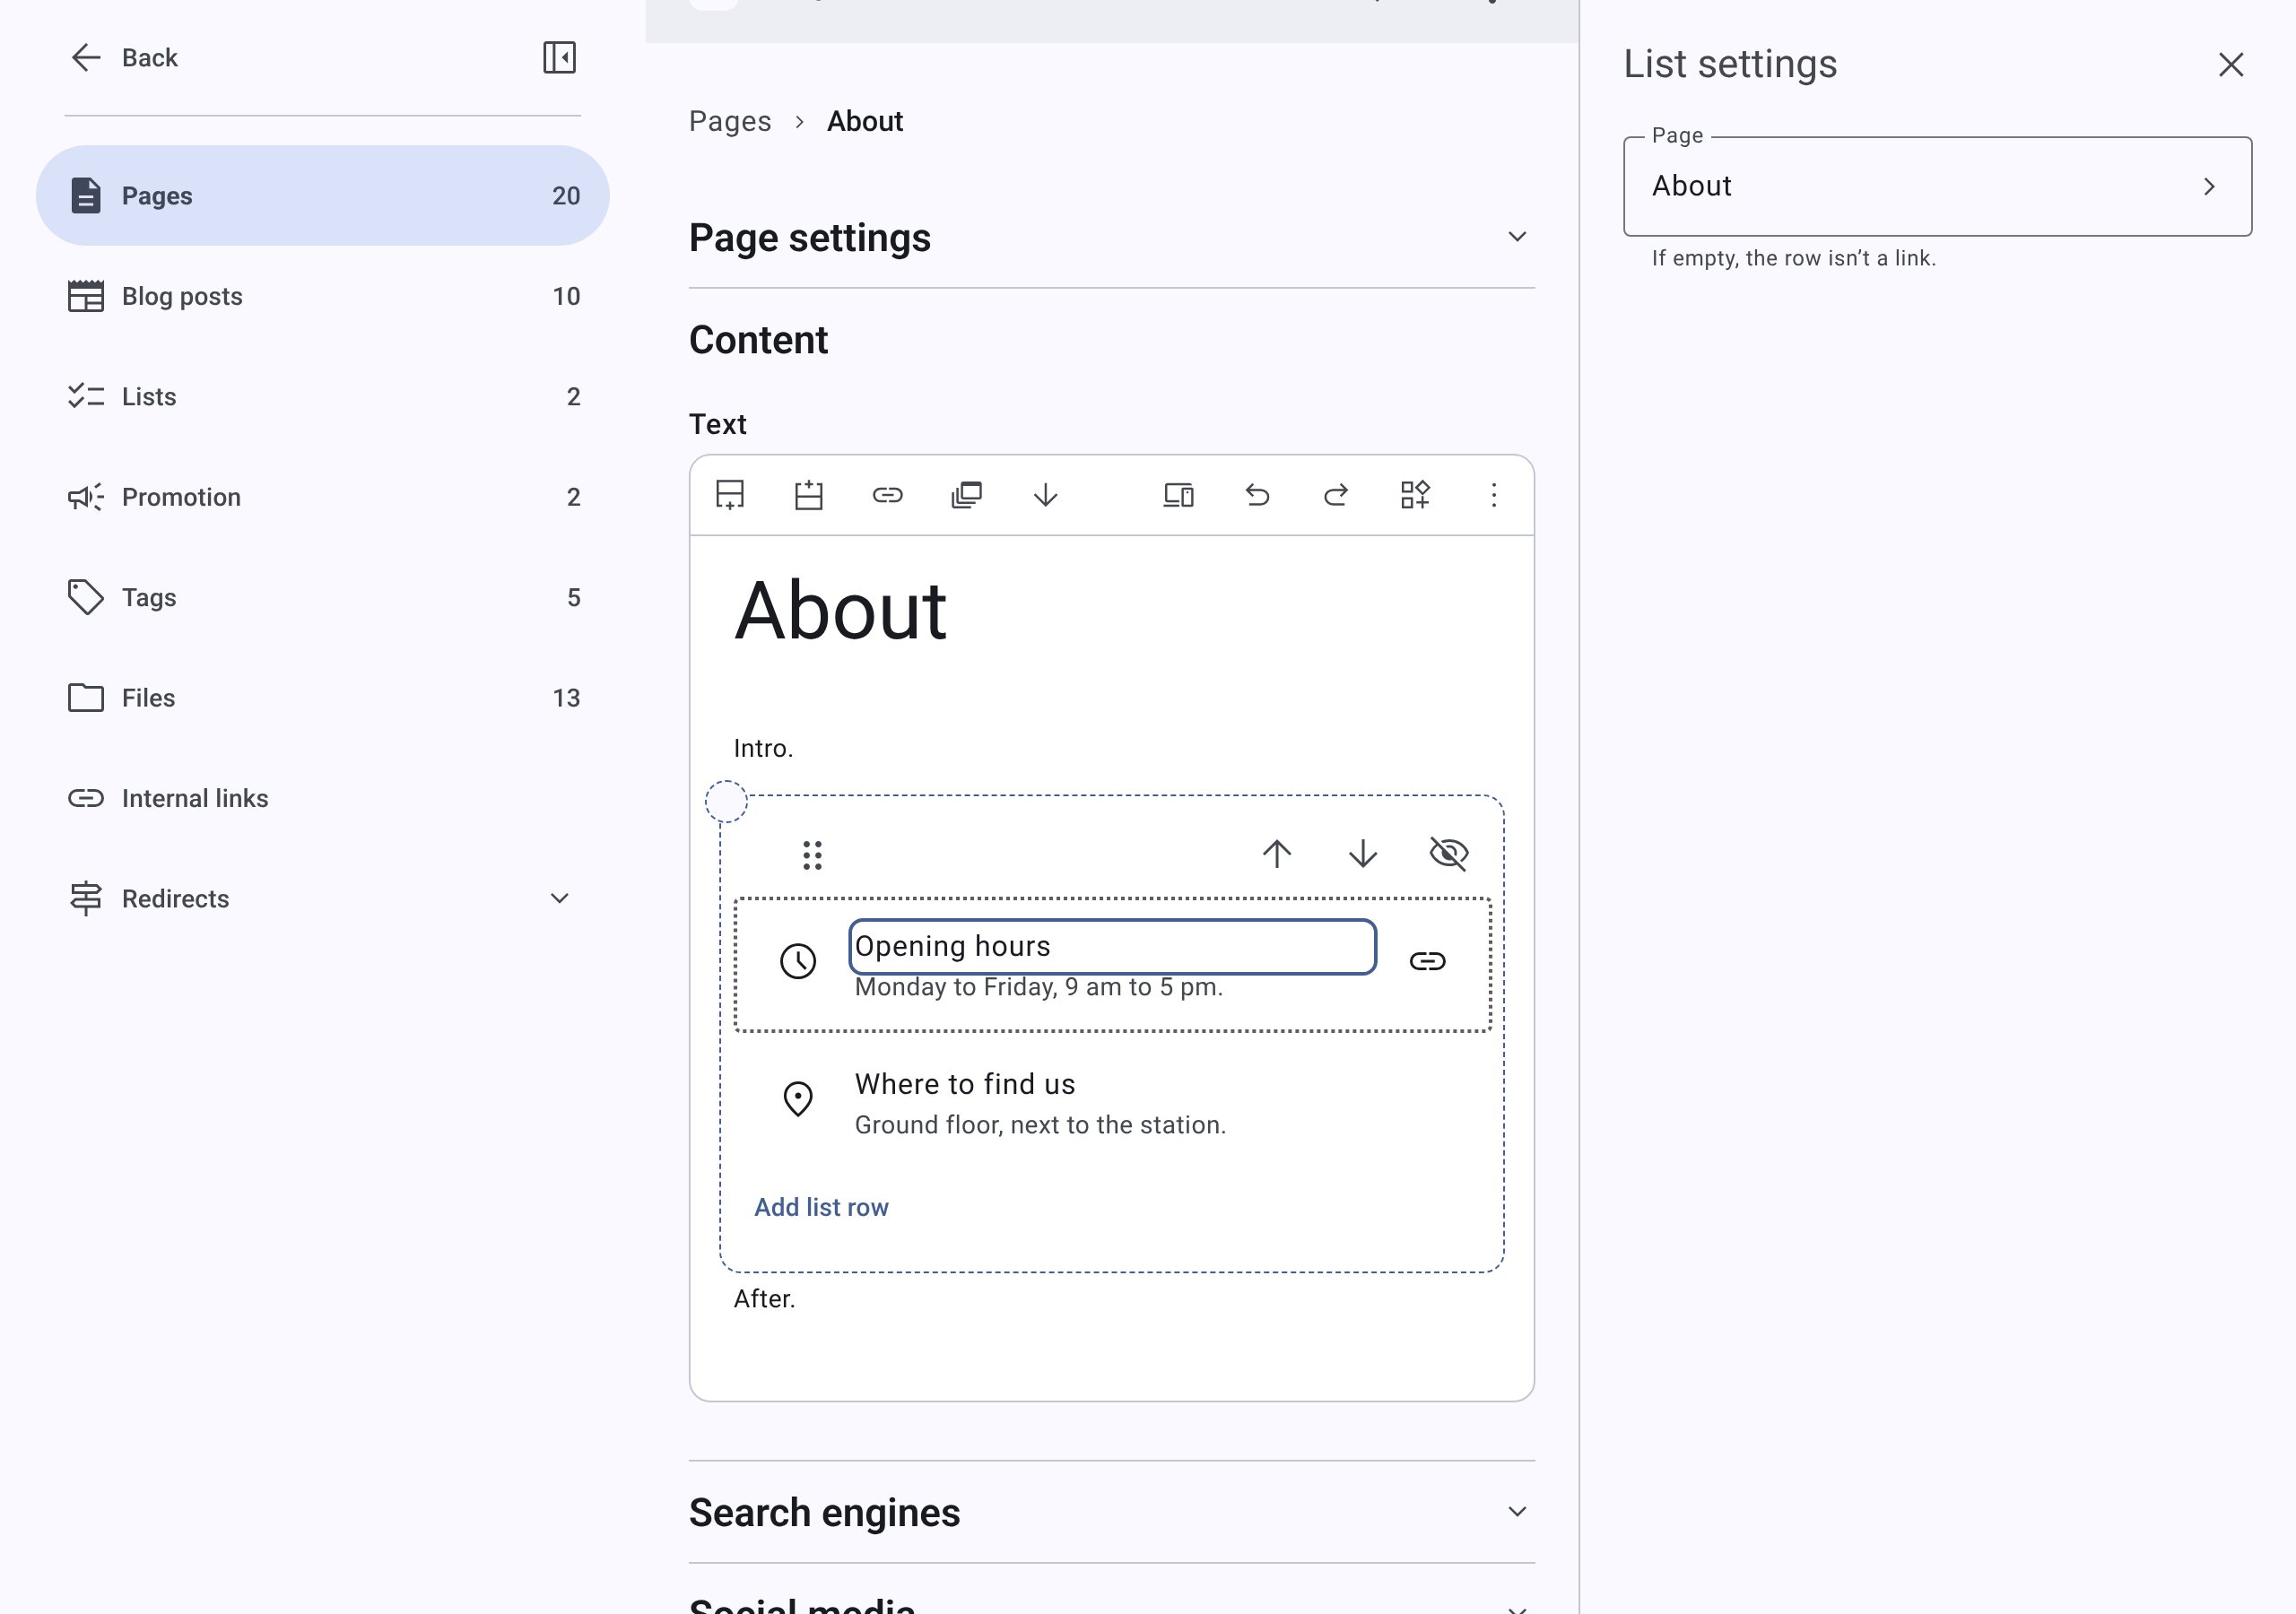 Back
Pages 20
Blog posts 10
Lists 2
Promotion 2
Tags 5
Files 13
Internal links
Redirects
Pages › About
Page settings
Content
Text
About
Intro.
Opening hours
Monday to Friday, 9 am to 5 pm.
Where to find us
Ground floor, next to the station.
Add list row
After.
Search engines
Social media
List settings
Page
About
If empty, the row isn’t a link.